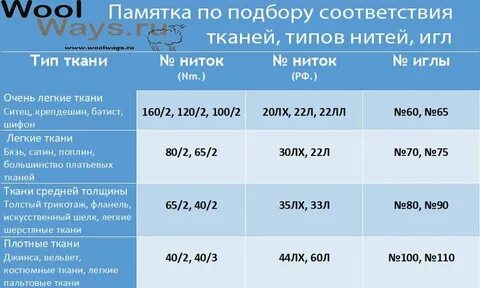 Wool
Ways.ru
www.woolways.ru
Памятка по подбору соответствия
тканей, типов нитей, игл
Тип ткани
№ ниток
(Nm.)
№ ниток
(РФ.)
№ иглы
Очень легкие ткани
Ситец, крепдешин, батист,
шифон
160/2, 120/2, 100/2
20ЛХ, 22Л, 22ЛЛ
№60, №65
Легкие ткани
Бязь, сатин, поплин,
большинство платьевых
тканей
80/2, 65/2
30ЛХ, 22Л
№70, №75
Ткани средней толщины
Толстый трикотаж, фланель,
искусственный шелк, легкие
шерстяные ткани
65/2, 40/2
35ЛХ, 33Л
№80, №90
Плотные ткани
Джинса, вельвет,
костюмные ткани, легкие
пальтовые ткани
40/2, 40/3
44ЛХ, 60Л
№100, №110